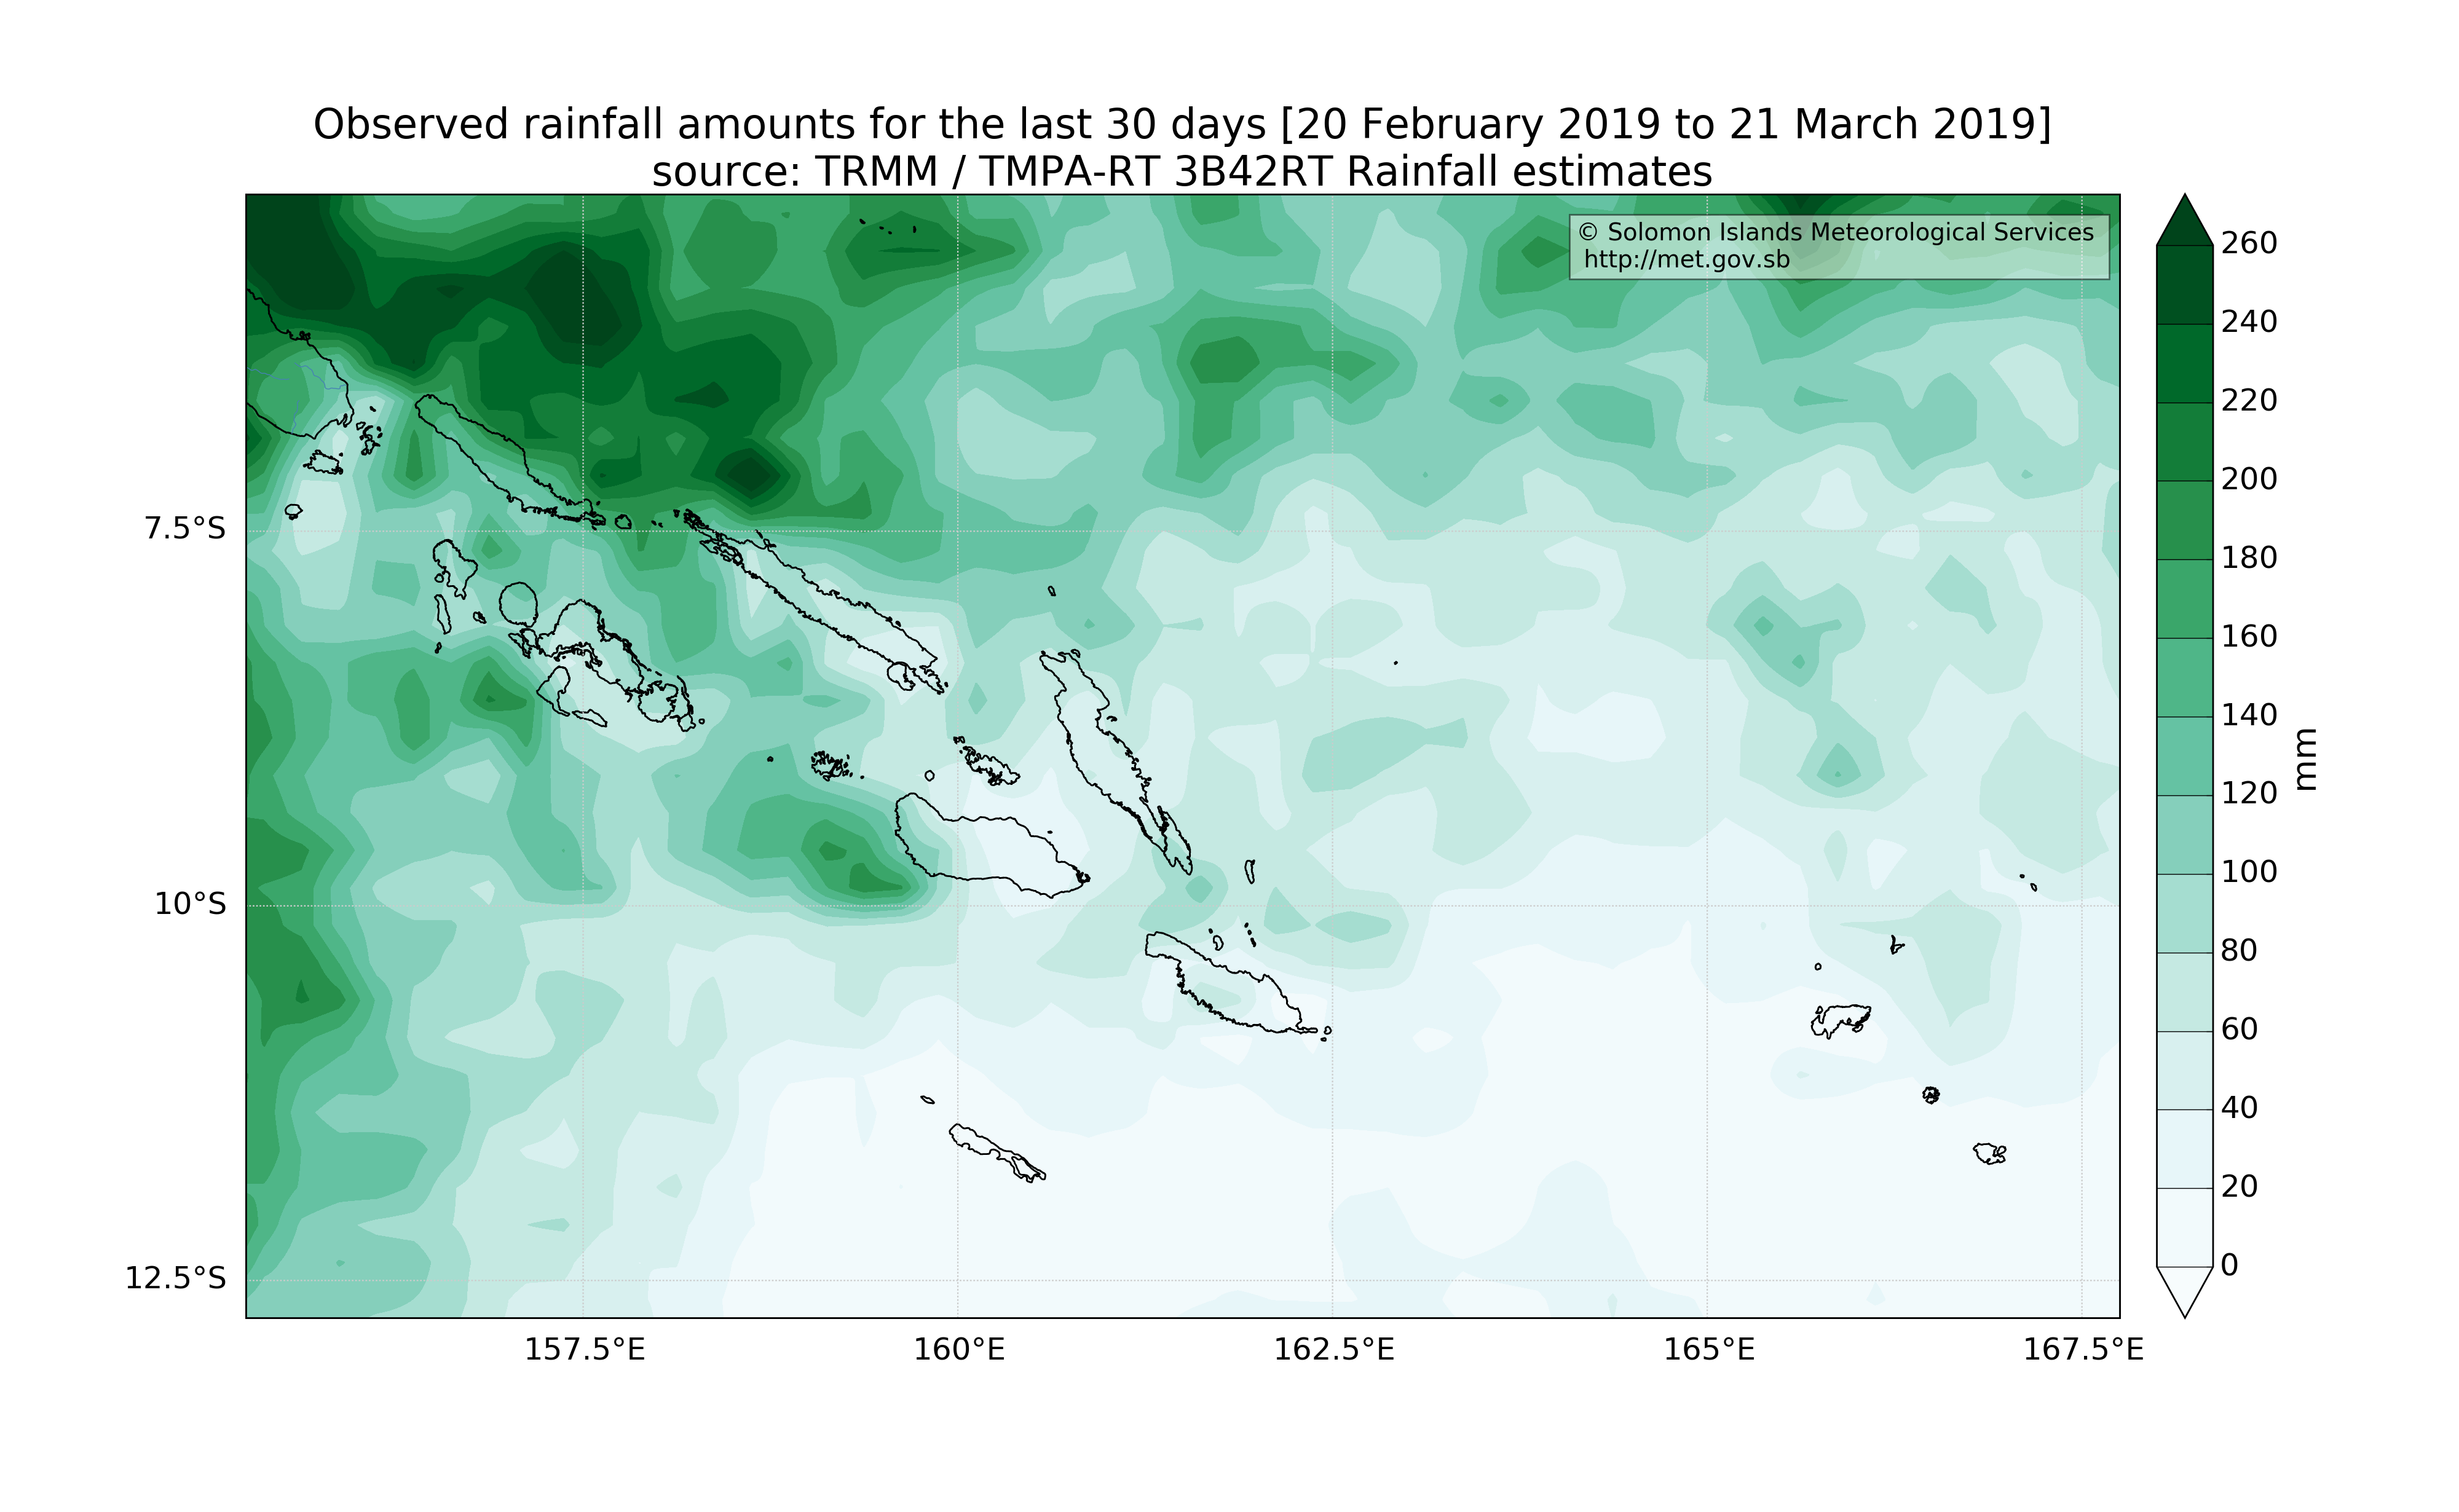 Observed rainfall amounts for the last 30 days [20 February 2019 to 21 March 2019]
source: TRMM / TMPA-RT 3B42RT Rainfall estimates
© Solomon Islands Meteorological Services
http://met.gov.sb
7.5°S
10°S
12.5°S
157.5°E
160°E
162.5°E
165°E
167.5°E
260
240
220
200
180
160
140
120
100
80
60
40
20
0
mm